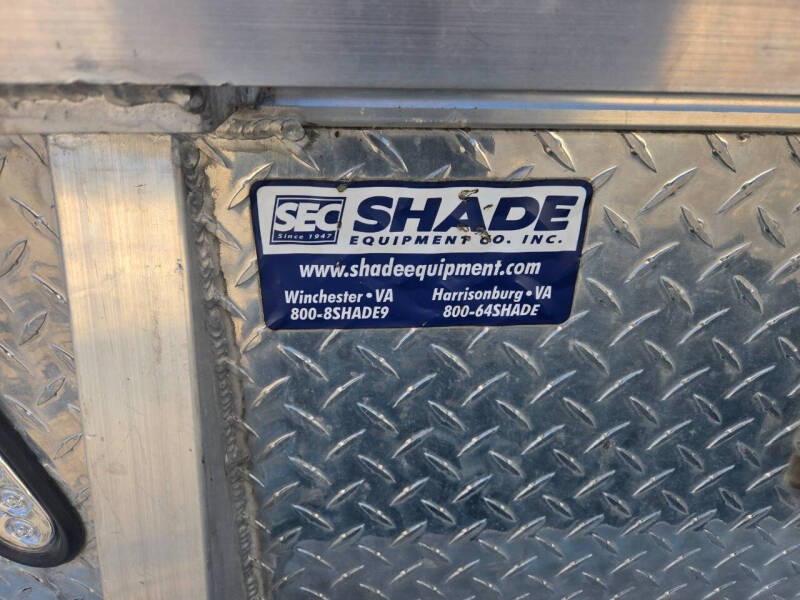 SEC
Since 1947
SHADE
EQUIPMENT CO. INC.
www.shadeequipment.com
Winchester • VA
800-8SHADE9
Harrisonburg • VA
800-64SHADE